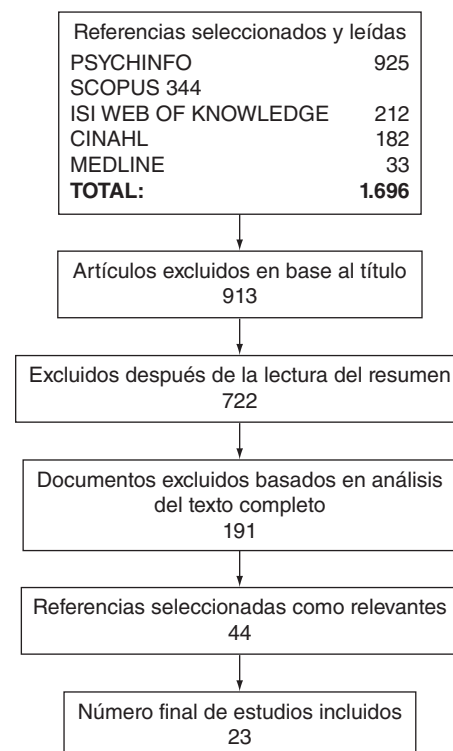 Referencias seleccionados y leídas
PSYCHINFO 925
SCOPUS 344
ISI WEB OF KNOWLEDGE 212
CINAHL 182
MEDLINE 33
TOTAL: 1.696
Artículos excluidos en base al título
913
Excluidos después de la lectura del resumen
722
Documentos excluidos basados en análisis
del texto completo
191
Referencias seleccionadas como relevantes
44
Número final de estudios incluidos
23